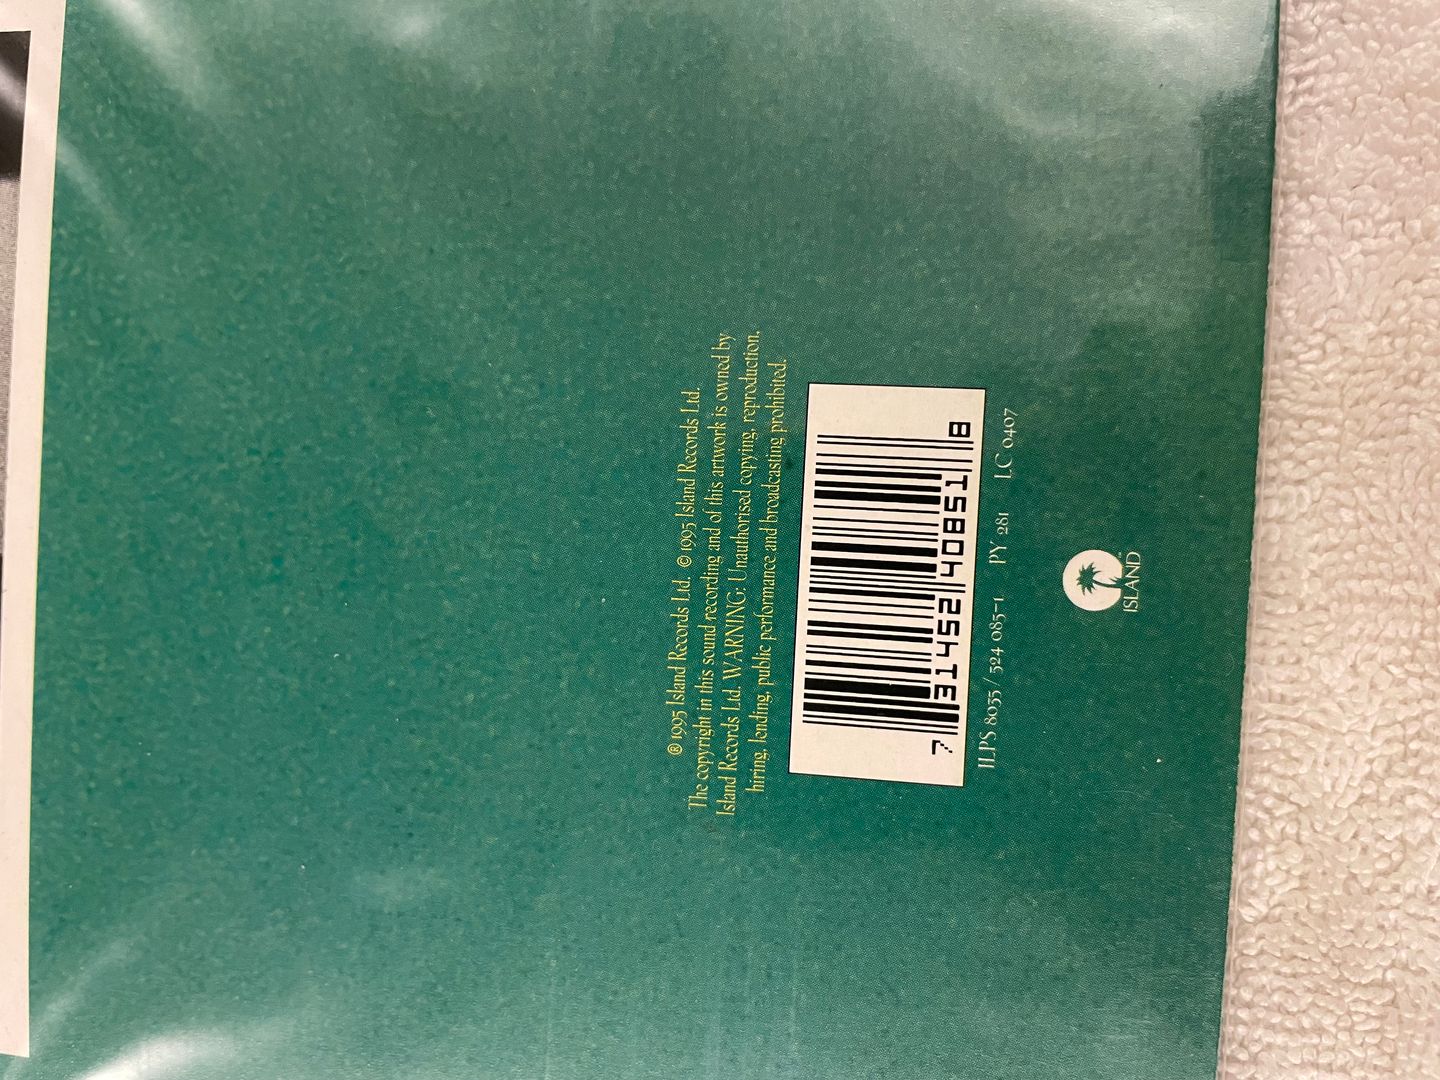 ℗ 1995 Island Records Ltd. © 1995 Island Records Ltd.
The copyright in this sound recording and of this artwork is owned by
Island Records Ltd. WARNING: Unauthorised copying, reproduction,
hiring, lending, public performance and broadcasting prohibited.
7 31452 40851 8
ILPS 8035 / 524 085-1 PY 281 LC 0407
ISLAND™